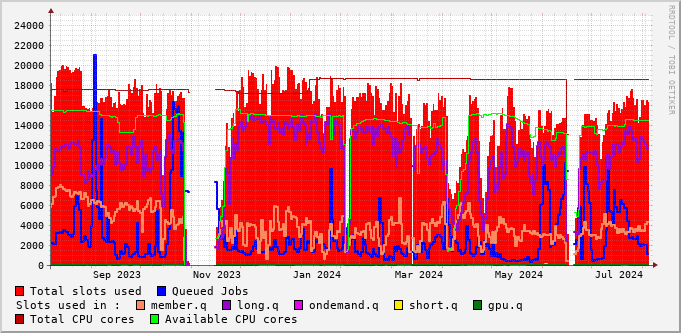 RRDTOOL / TOBI OETIKER
24000
22000
20000
18000
16000
14000
12000
10000
8000
6000
4000
2000
0
Sep 2023 Nov 2023 Jan 2024 Mar 2024 May 2024 Jul 2024
Total slots used Queued Jobs
Slots used in : member.q long.q ondemand.q short.q gpu.q
Total CPU cores Available CPU cores